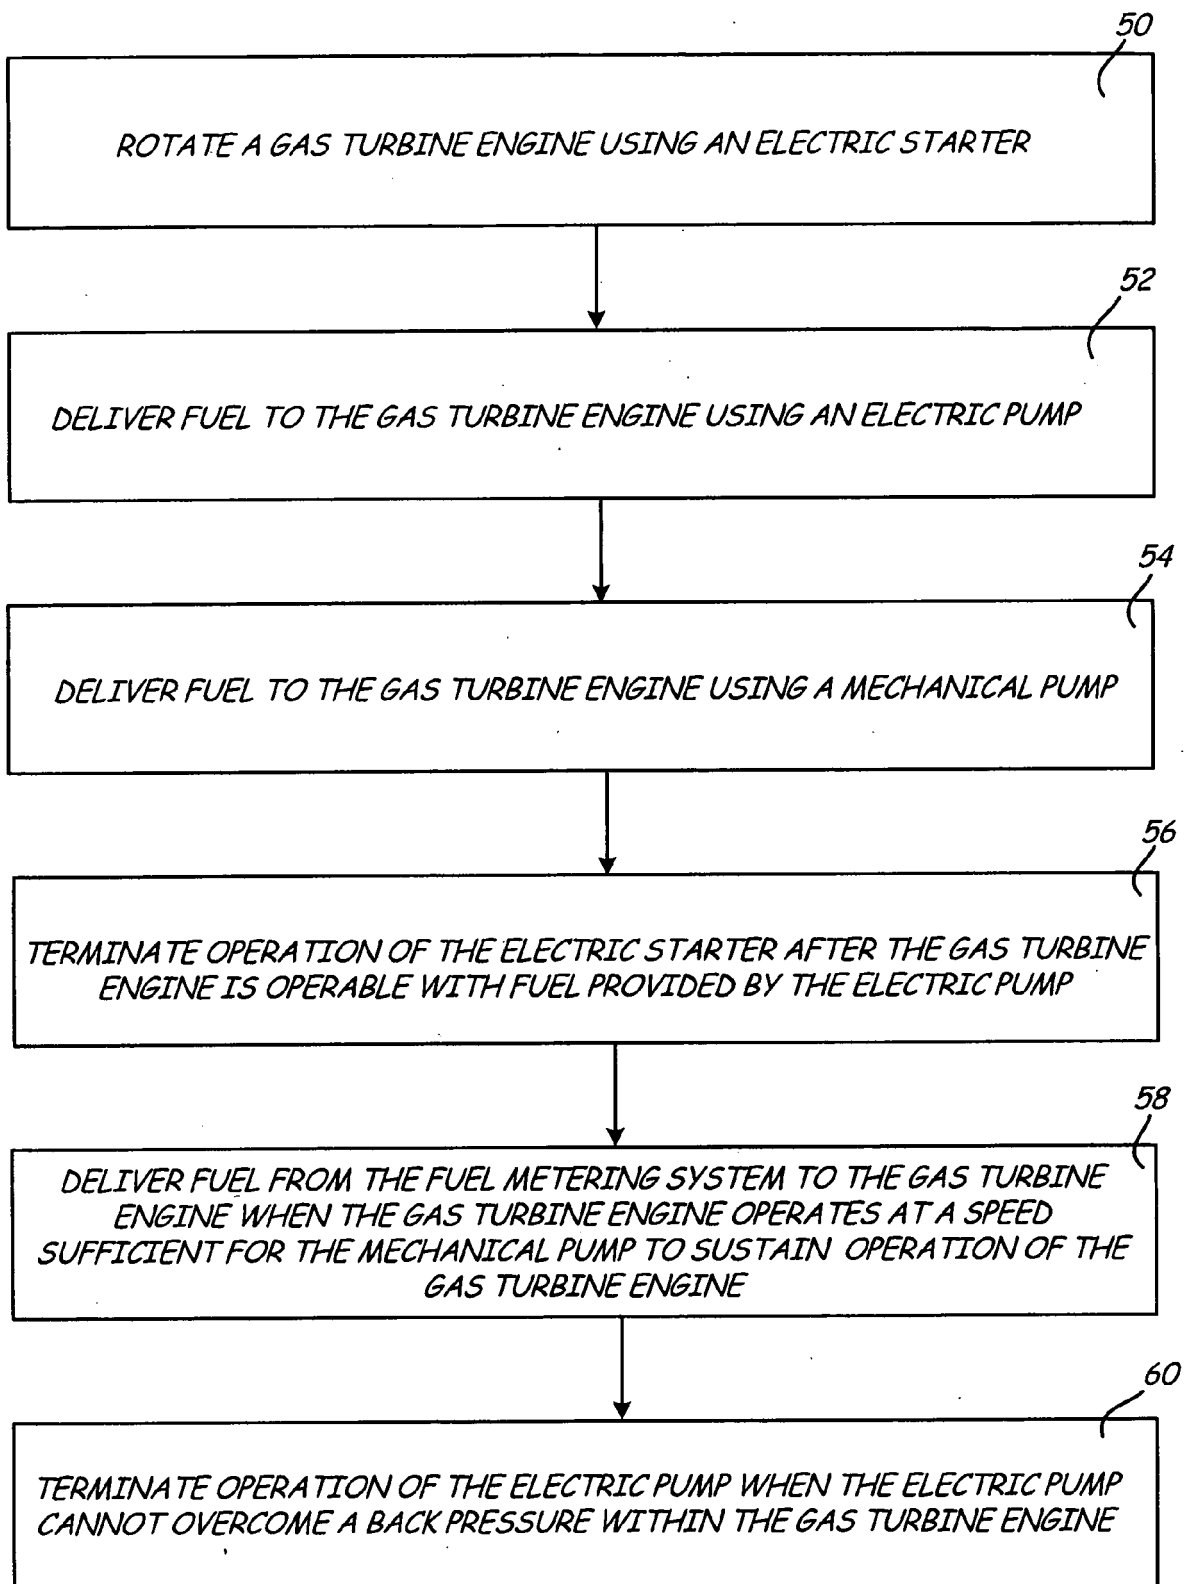 50
ROTATE A GAS TURBINE ENGINE USING AN ELECTRIC STARTER
52
DELIVER FUEL TO THE GAS TURBINE ENGINE USING AN ELECTRIC PUMP
54
DELIVER FUEL TO THE GAS TURBINE ENGINE USING A MECHANICAL PUMP
56
TERMINATE OPERATION OF THE ELECTRIC STARTER AFTER THE GAS TURBINE
ENGINE IS OPERABLE WITH FUEL PROVIDED BY THE ELECTRIC PUMP
58
DELIVER FUEL FROM THE FUEL METERING SYSTEM TO THE GAS TURBINE
ENGINE WHEN THE GAS TURBINE ENGINE OPERATES AT A SPEED
SUFFICIENT FOR THE MECHANICAL PUMP TO SUSTAIN OPERATION OF THE
GAS TURBINE ENGINE
60
TERMINATE OPERATION OF THE ELECTRIC PUMP WHEN THE ELECTRIC PUMP
CANNOT OVERCOME A BACK PRESSURE WITHIN THE GAS TURBINE ENGINE